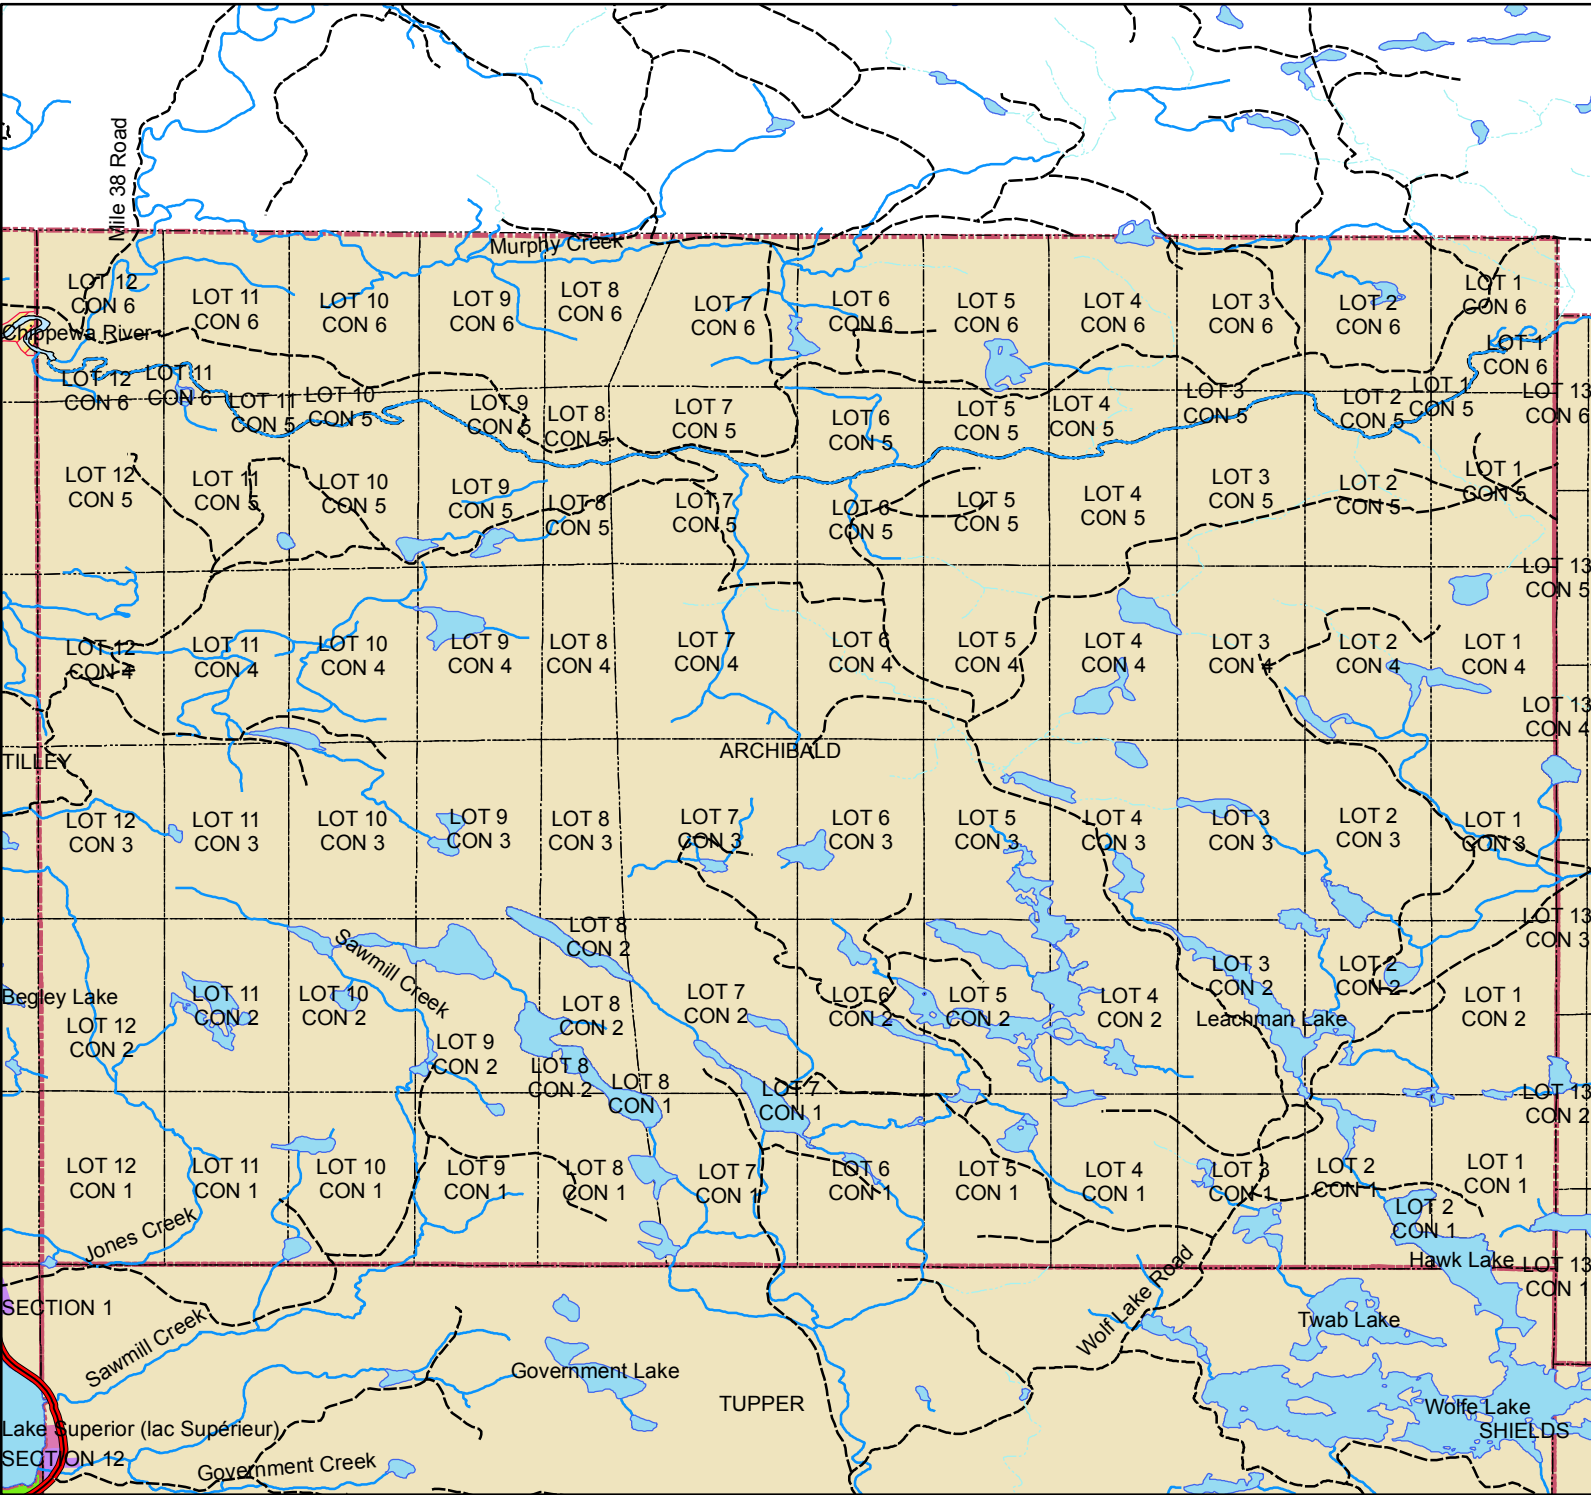 Mile 38 Road
Murphy Creek
LOT 12
CON 6
LOT 11
CON 6
LOT 10
CON 6
LOT 9
CON 6
LOT 8
CON 6
LOT 7
CON 6
LOT 6
CON 6
LOT 5
CON 6
LOT 4
CON 6
LOT 3
CON 6
LOT 2
CON 6
LOT 1
CON 6
Chippewa River
LOT 1
CON 6
LOT 12
CON 6
LOT 11
CON 6
LOT 11
CON 5
LOT 10
CON 5
LOT 9
CON 5
LOT 8
CON 5
LOT 7
CON 5
LOT 6
CON 5
LOT 5
CON 5
LOT 4
CON 5
LOT 3
CON 5
LOT 2
CON 5
LOT 1
CON 5
LOT 13
CON 6
LOT 12
CON 5
LOT 11
CON 5
LOT 10
CON 5
LOT 9
CON 5
LOT 8
CON 5
LOT 7
CON 5
LOT 6
CON 5
LOT 5
CON 5
LOT 4
CON 5
LOT 3
CON 5
LOT 2
CON 5
LOT 1
CON 5
LOT 13
CON 5
LOT 12
CON 4
LOT 11
CON 4
LOT 10
CON 4
LOT 9
CON 4
LOT 8
CON 4
LOT 7
CON 4
LOT 6
CON 4
LOT 5
CON 4
LOT 4
CON 4
LOT 3
CON 4
LOT 2
CON 4
LOT 1
CON 4
LOT 13
CON 4
TILLEY
ARCHIBALD
LOT 12
CON 3
LOT 11
CON 3
LOT 10
CON 3
LOT 9
CON 3
LOT 8
CON 3
LOT 7
CON 3
LOT 6
CON 3
LOT 5
CON 3
LOT 4
CON 3
LOT 3
CON 3
LOT 2
CON 3
LOT 1
CON 3
LOT 13
CON 3
LOT 8
CON 2
Sawmill Creek
Begley Lake
LOT 12
CON 2
LOT 11
CON 2
LOT 10
CON 2
LOT 9
CON 2
LOT 8
CON 2
LOT 8
CON 2
LOT 7
CON 2
LOT 6
CON 2
LOT 5
CON 2
LOT 4
CON 2
LOT 3
CON 2
LOT 2
CON 2
LOT 1
CON 2
Leachman Lake
LOT 8
CON 1
LOT 7
CON 1
LOT 13
CON 2
LOT 12
CON 1
LOT 11
CON 1
LOT 10
CON 1
LOT 9
CON 1
LOT 8
CON 1
LOT 7
CON 1
LOT 6
CON 1
LOT 5
CON 1
LOT 4
CON 1
LOT 3
CON 1
LOT 2
CON 1
LOT 1
CON 1
LOT 2
CON 1
Jones Creek
Hawk Lake
LOT 13
CON 1
SECTION 1
Sawmill Creek
Wolf Lake Road
Twab Lake
Government Lake
TUPPER
Wolfe Lake
SHIELDS
Lake Superior (lac Supérieur)
SECTION 12
Government Creek